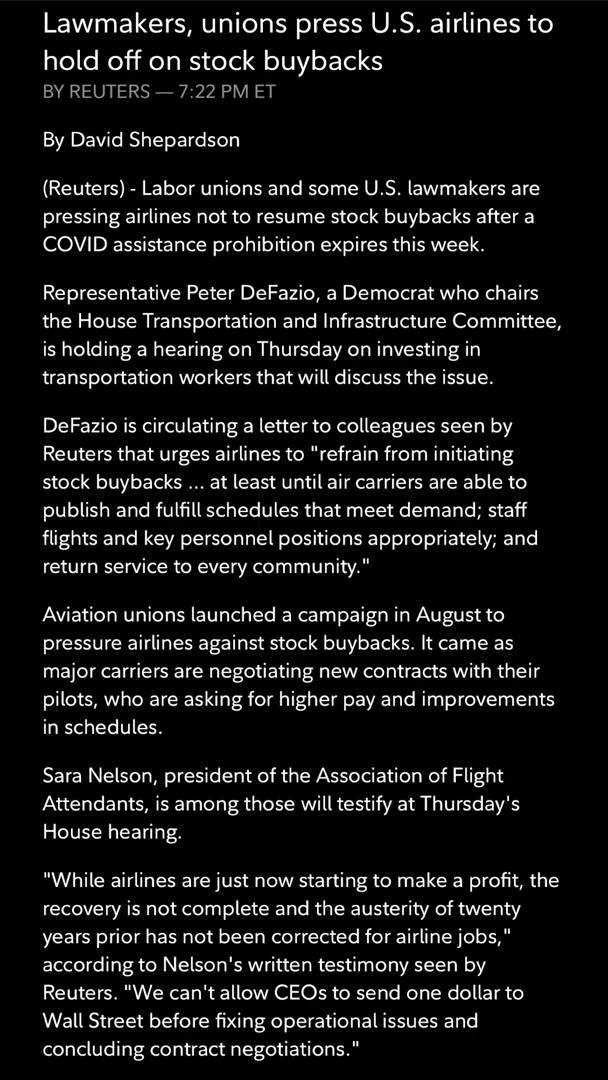 Lawmakers, unions press U.S. airlines to
hold off on stock buybacks
BY REUTERS — 7:22 PM ET
By David Shepardson
(Reuters) - Labor unions and some U.S. lawmakers are
pressing airlines not to resume stock buybacks after a
COVID assistance prohibition expires this week.
Representative Peter DeFazio, a Democrat who chairs
the House Transportation and Infrastructure Committee,
is holding a hearing on Thursday on investing in
transportation workers that will discuss the issue.
DeFazio is circulating a letter to colleagues seen by
Reuters that urges airlines to "refrain from initiating
stock buybacks ... at least until air carriers are able to
publish and fulfill schedules that meet demand; staff
flights and key personnel positions appropriately; and
return service to every community."
Aviation unions launched a campaign in August to
pressure airlines against stock buybacks. It came as
major carriers are negotiating new contracts with their
pilots, who are asking for higher pay and improvements
in schedules.
Sara Nelson, president of the Association of Flight
Attendants, is among those will testify at Thursday's
House hearing.
"While airlines are just now starting to make a profit, the
recovery is not complete and the austerity of twenty
years prior has not been corrected for airline jobs,"
according to Nelson's written testimony seen by
Reuters. "We can't allow CEOs to send one dollar to
Wall Street before fixing operational issues and
concluding contract negotiations."